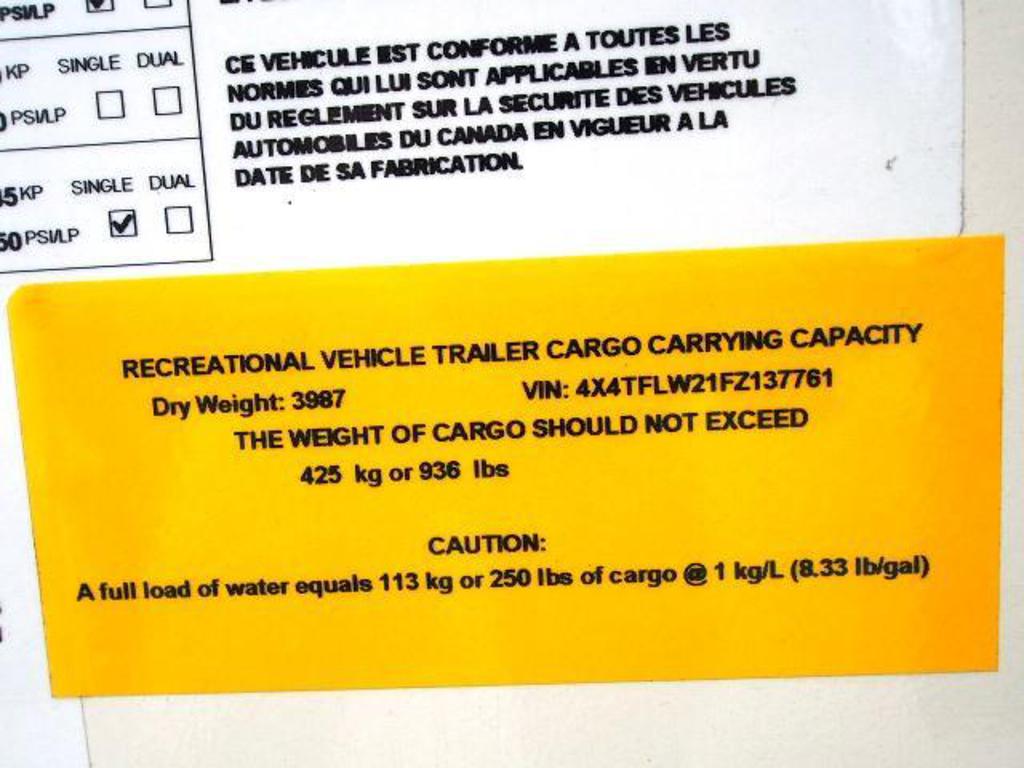 PSI/LP
KP SINGLE DUAL
PSI/LP
5KP SINGLE DUAL
50 PSI/LP
CE VEHICULE EST CONFORME A TOUTES LES
NORMES QUI LUI SONT APPLICABLES EN VERTU
DU REGLEMENT SUR LA SECURITE DES VEHICULES
AUTOMOBILES DU CANADA EN VIGUEUR A LA
DATE DE SA FABRICATION.
RECREATIONAL VEHICLE TRAILER CARGO CARRYING CAPACITY
Dry Weight: 3987 VIN: 4X4TFLW21FZ137761
THE WEIGHT OF CARGO SHOULD NOT EXCEED
425 kg or 936 lbs
CAUTION:
A full load of water equals 113 kg or 250 lbs of cargo @ 1 kg/L (8.33 lb/gal)